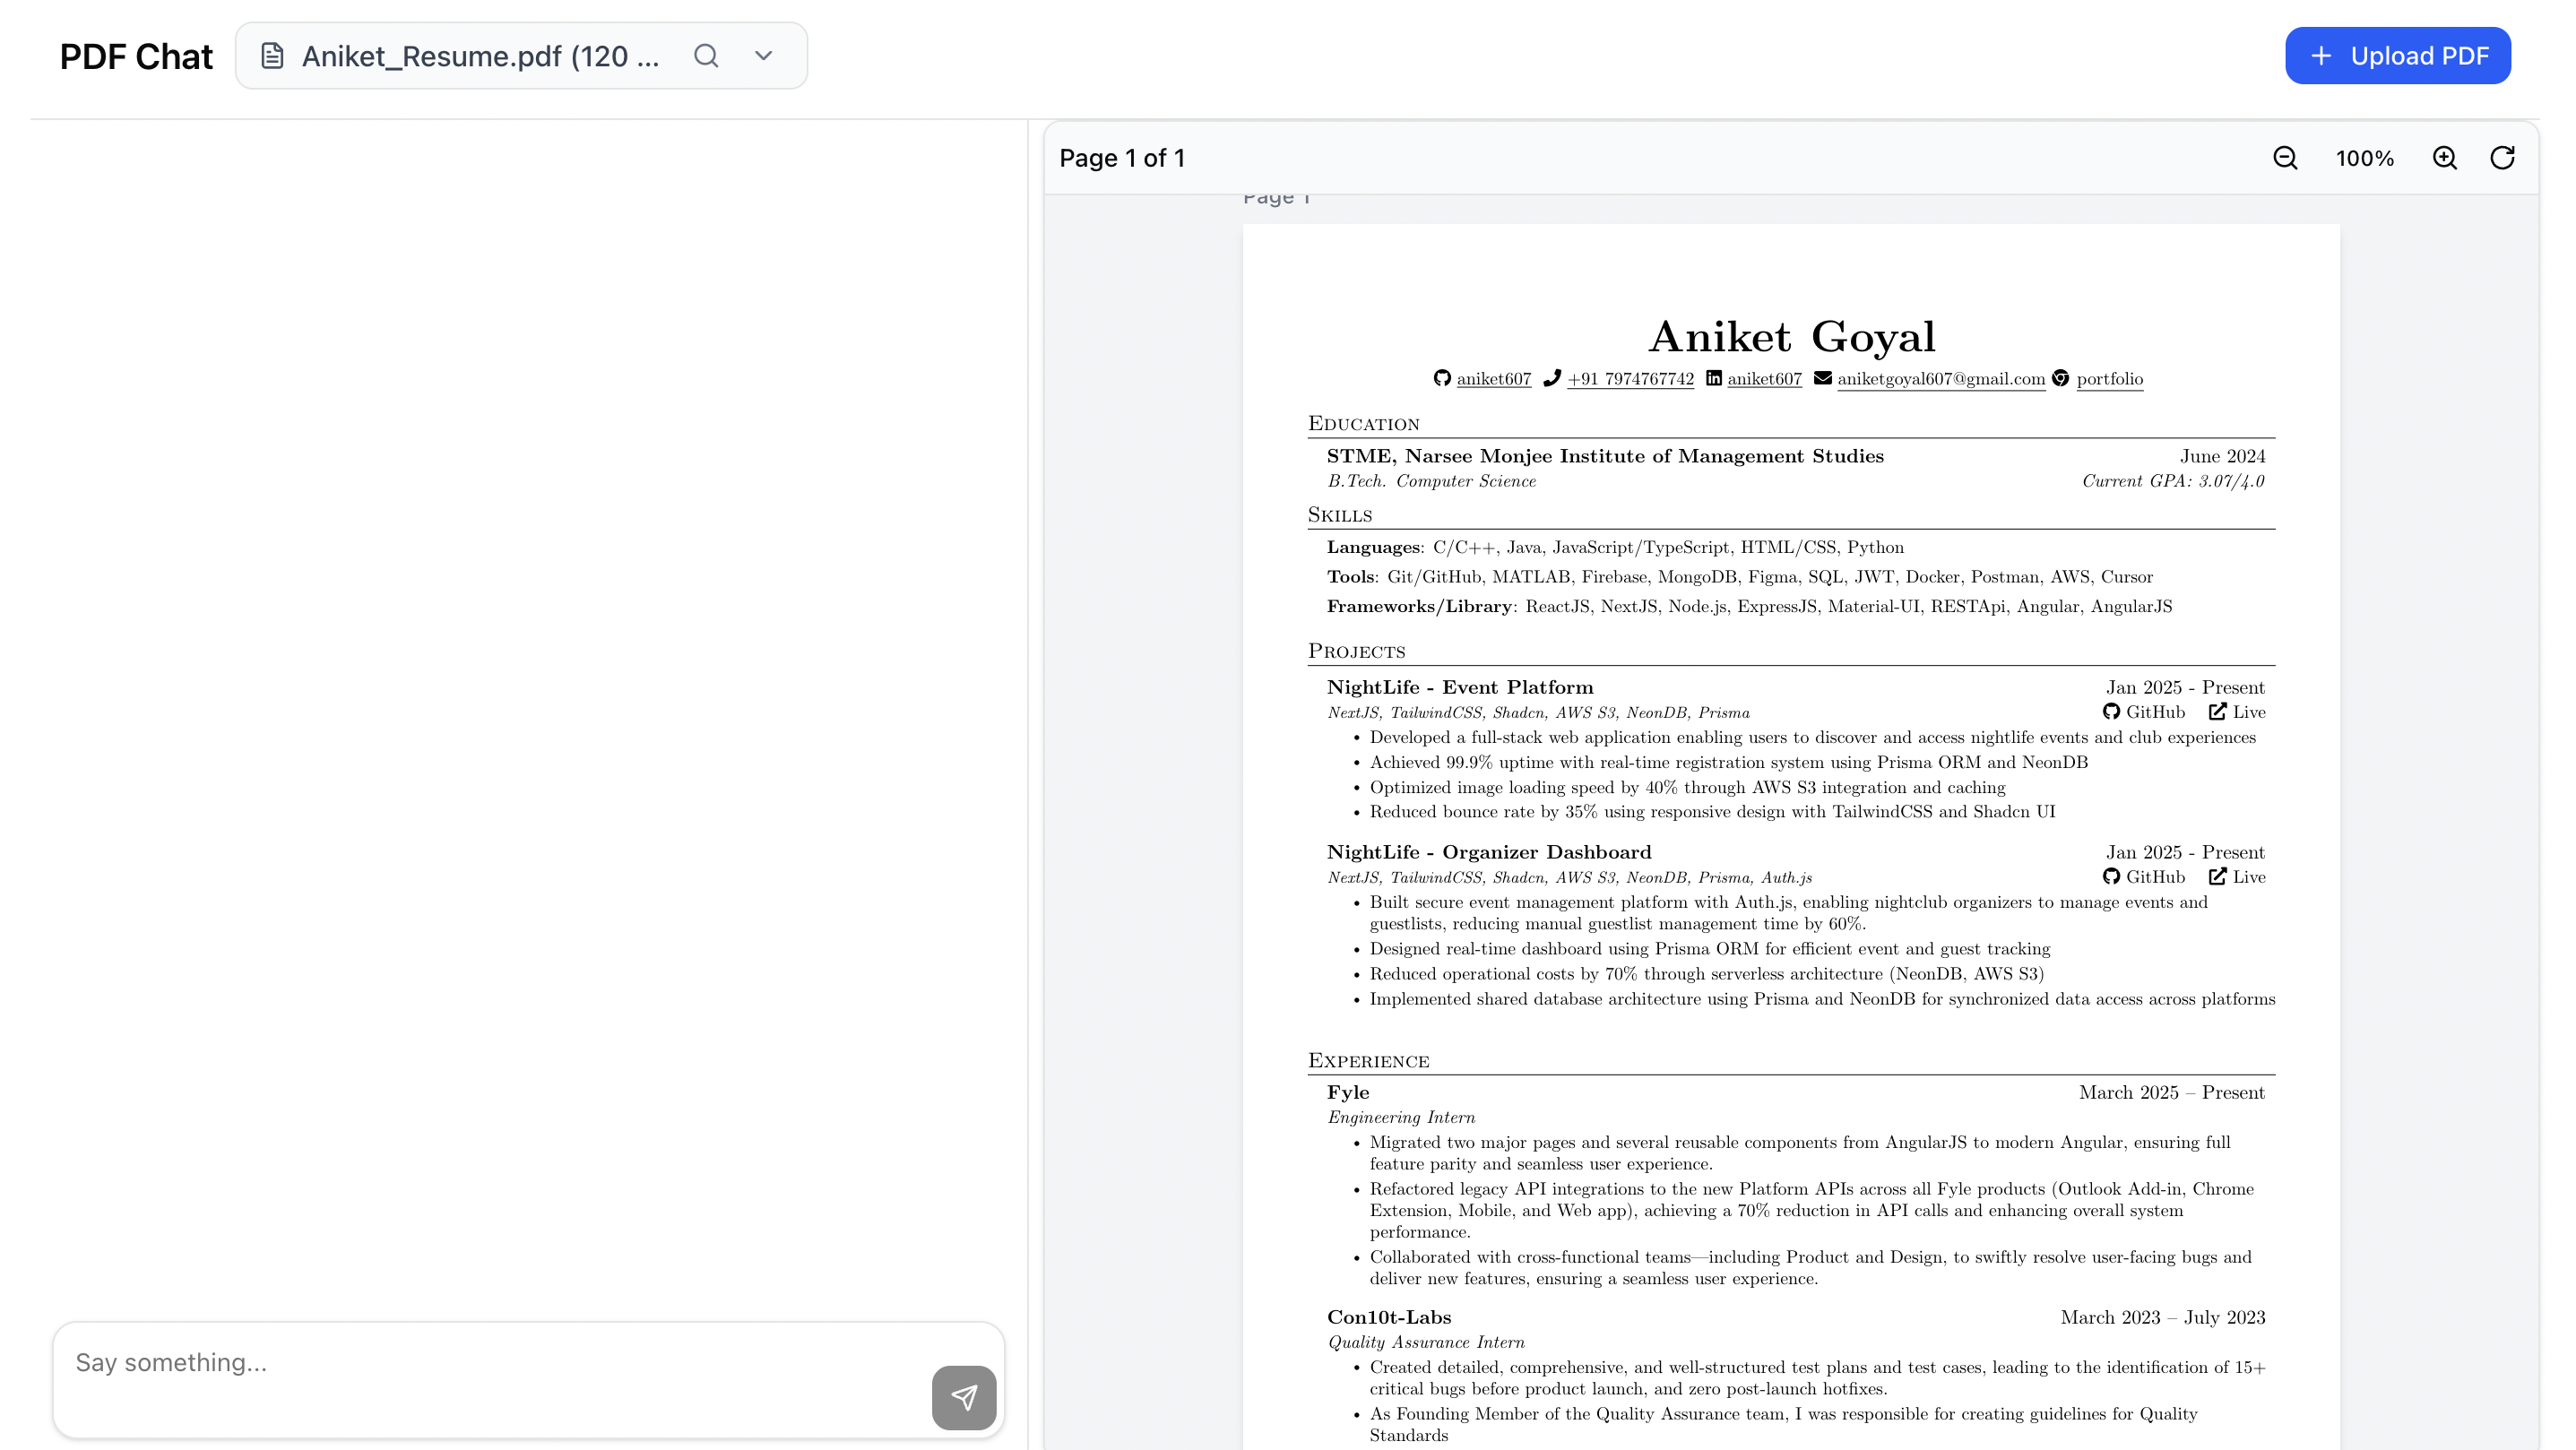 PDF Chat
Aniket_Resume.pdf (120 ...
Upload PDF
Page 1 of 1
100%
Page 1
Aniket Goyal
aniket607 +91 7974767742 aniket607 aniketgoyal607@gmail.com portfolio
Education
STME, Narsee Monjee Institute of Management Studies June 2024
B.Tech. Computer Science Current GPA: 3.07/4.0
Skills
Languages: C/C++, Java, JavaScript/TypeScript, HTML/CSS, Python
Tools: Git/GitHub, MATLAB, Firebase, MongoDB, Figma, SQL, JWT, Docker, Postman, AWS, Cursor
Frameworks/Library: ReactJS, NextJS, Node.js, ExpressJS, Material-UI, RESTApi, Angular, AngularJS
Projects
NightLife - Event Platform Jan 2025 - Present
NextJS, TailwindCSS, Shadcn, AWS S3, NeonDB, Prisma GitHub Live
• Developed a full-stack web application enabling users to discover and access nightlife events and club experiences
• Achieved 99.9% uptime with real-time registration system using Prisma ORM and NeonDB
• Optimized image loading speed by 40% through AWS S3 integration and caching
• Reduced bounce rate by 35% using responsive design with TailwindCSS and Shadcn UI
NightLife - Organizer Dashboard Jan 2025 - Present
NextJS, TailwindCSS, Shadcn, AWS S3, NeonDB, Prisma, Auth.js GitHub Live
• Built secure event management platform with Auth.js, enabling nightclub organizers to manage events and
guestlists, reducing manual guestlist management time by 60%.
• Designed real-time dashboard using Prisma ORM for efficient event and guest tracking
• Reduced operational costs by 70% through serverless architecture (NeonDB, AWS S3)
• Implemented shared database architecture using Prisma and NeonDB for synchronized data access across platforms
Experience
Fyle March 2025 – Present
Engineering Intern
• Migrated two major pages and several reusable components from AngularJS to modern Angular, ensuring full
feature parity and seamless user experience.
• Refactored legacy API integrations to the new Platform APIs across all Fyle products (Outlook Add-in, Chrome
Extension, Mobile, and Web app), achieving a 70% reduction in API calls and enhancing overall system
performance.
• Collaborated with cross-functional teams—including Product and Design, to swiftly resolve user-facing bugs and
deliver new features, ensuring a seamless user experience.
Con10t-Labs March 2023 – July 2023
Quality Assurance Intern
• Created detailed, comprehensive, and well-structured test plans and test cases, leading to the identification of 15+
critical bugs before product launch, and zero post-launch hotfixes.
• As Founding Member of the Quality Assurance team, I was responsible for creating guidelines for Quality
Standards
Say something...